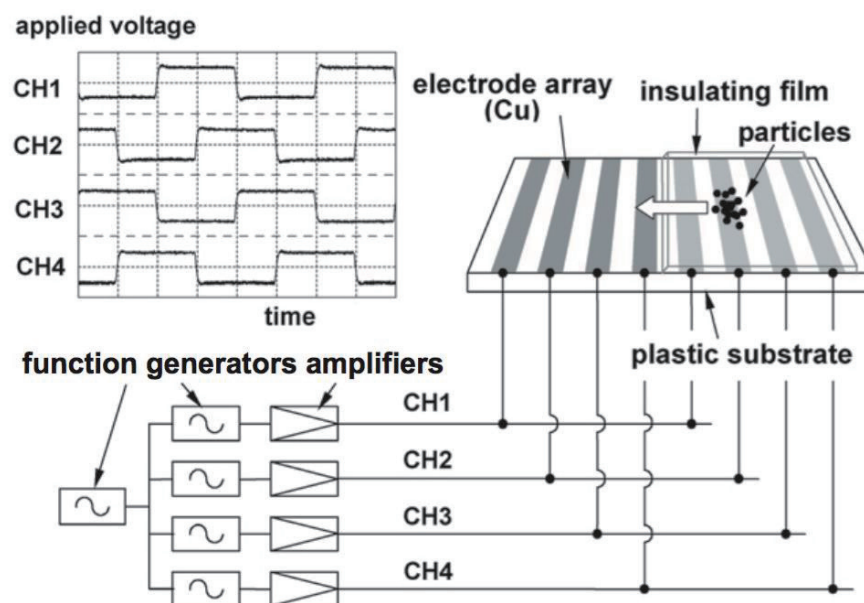 applied voltage
CH1
CH2
CH3
CH4
time
electrode array
(Cu)
insulating film
particles
plastic substrate
function generators amplifiers
CH1
CH2
CH3
CH4